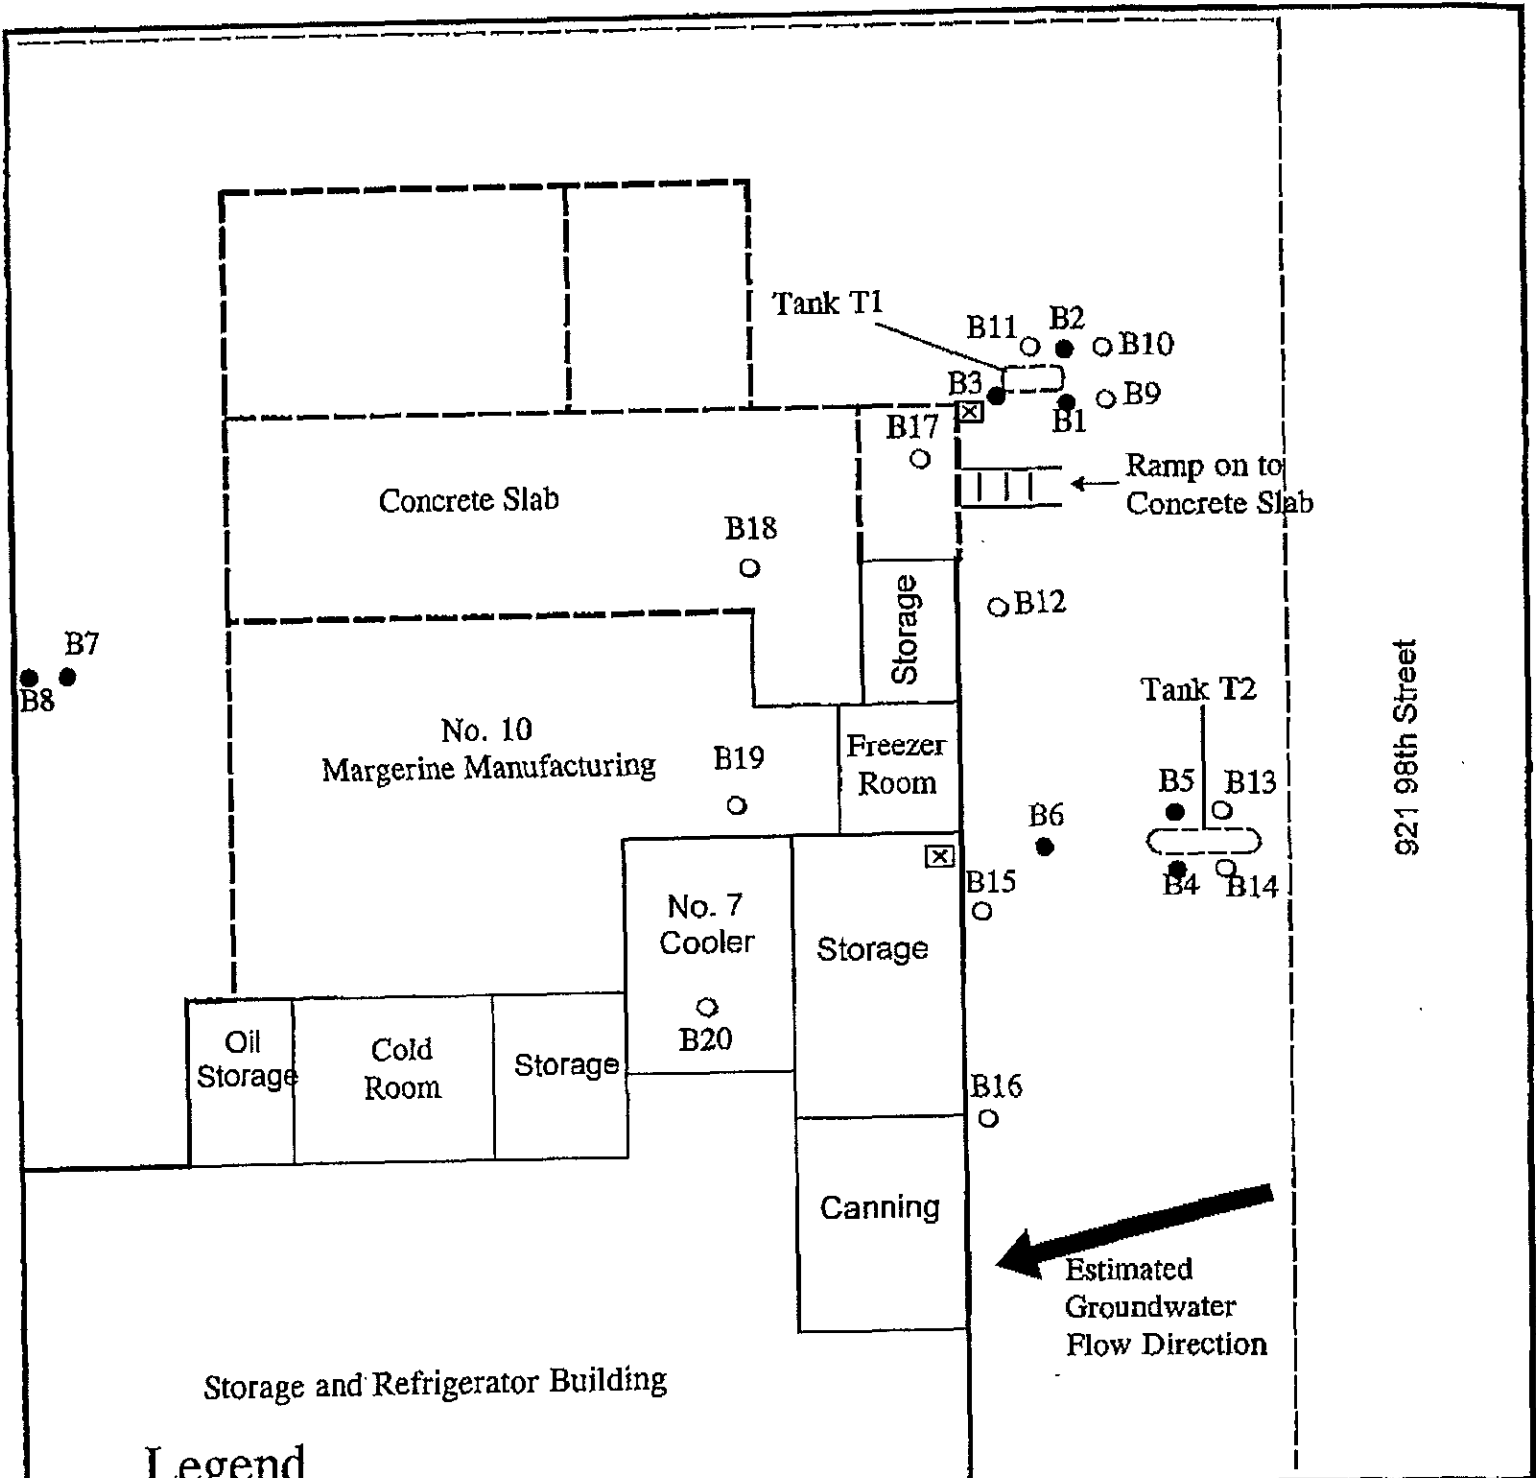 Tank T1
B11
B2
B10
B3
B9
B1
B17
Ramp on to
Concrete Slab
Concrete Slab
B18
Storage
B12
B7
B8
Tank T2
921 98th Street
No. 10
Margerine Manufacturing
B19
Freezer
Room
B5
B13
B6
B4
B14
B15
No. 7
Cooler
Storage
B20
Oil
Storage
Cold
Room
Storage
B16
Canning
Estimated
Groundwater
Flow Direction
Storage and Refrigerator Building
Legend